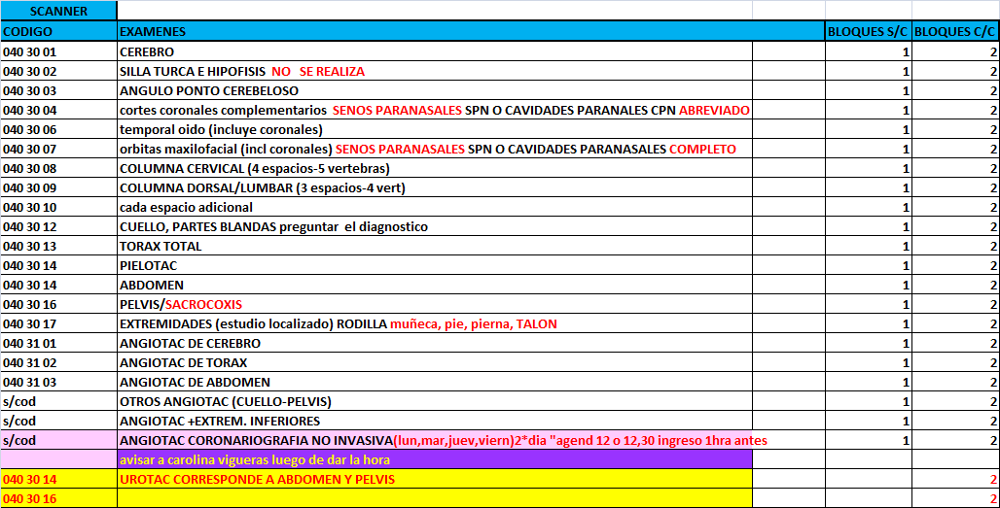 SCANNER
CODIGO EXAMENES BLOQUES S/C BLOQUES C/C
040 30 01 CEREBRO 1 2
040 30 02 SILLA TURCA E HIPOFISIS NO SE REALIZA 1 2
040 30 03 ANGULO PONTO CEREBELOSO 1 2
040 30 04 cortes coronales complementarios SENOS PARANASALES SPN O CAVIDADES PARANALES CPN ABREVIADO 1 2
040 30 06 temporal oido (incluye coronales) 1 2
040 30 07 orbitas maxilofacial (incl coronales) SENOS PARANASALES SPN O CAVIDADES PARANASALES COMPLETO 1 2
040 30 08 COLUMNA CERVICAL (4 espacios-5 vertebras) 1 2
040 30 09 COLUMNA DORSAL/LUMBAR (3 espacios-4 vert) 1 2
040 30 10 cada espacio adicional 1 2
040 30 12 CUELLO, PARTES BLANDAS preguntar el diagnostico 1 2
040 30 13 TORAX TOTAL 1 2
040 30 14 PIELOTAC 1 2
040 30 14 ABDOMEN 1 2
040 30 16 PELVIS/SACROCOXIS 1 2
040 30 17 EXTREMIDADES (estudio localizado) RODILLA muñeca, pie, pierna, TALON 1 2
040 31 01 ANGIOTAC DE CEREBRO 1 2
040 31 02 ANGIOTAC DE TORAX 1 2
040 31 03 ANGIOTAC DE ABDOMEN 1 2
s/cod OTROS ANGIOTAC (CUELLO-PELVIS) 1 2
s/cod ANGIOTAC +EXTREM. INFERIORES 1 2
s/cod ANGIOTAC CORONARIOGRAFIA NO INVASIVA(lun,mar,juev,viern)2*dia "agend 12 o 12,30 ingreso 1hra antes 1 2
avisar a carolina vigueras luego de dar la hora
040 30 14 UROTAC CORRESPONDE A ABDOMEN Y PELVIS 2
040 30 16 2